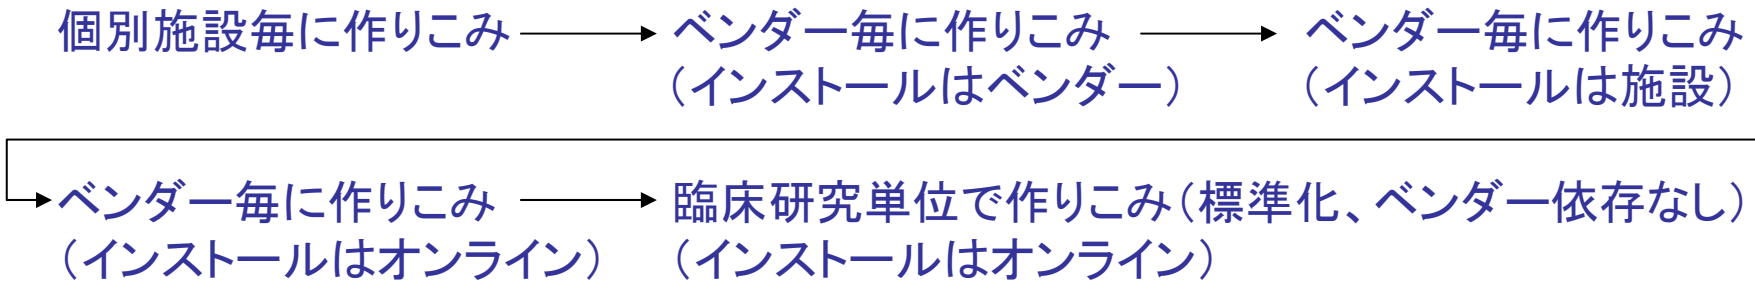 個別施設毎に作りこみ ベンダー毎に作りこみ ベンダー毎に作りこみ
（インストールはベンダー） （インストールは施設）
ベンダー毎に作りこみ 臨床研究単位で作りこみ（標準化、ベンダー依存なし）
（インストールはオンライン） （インストールはオンライン）